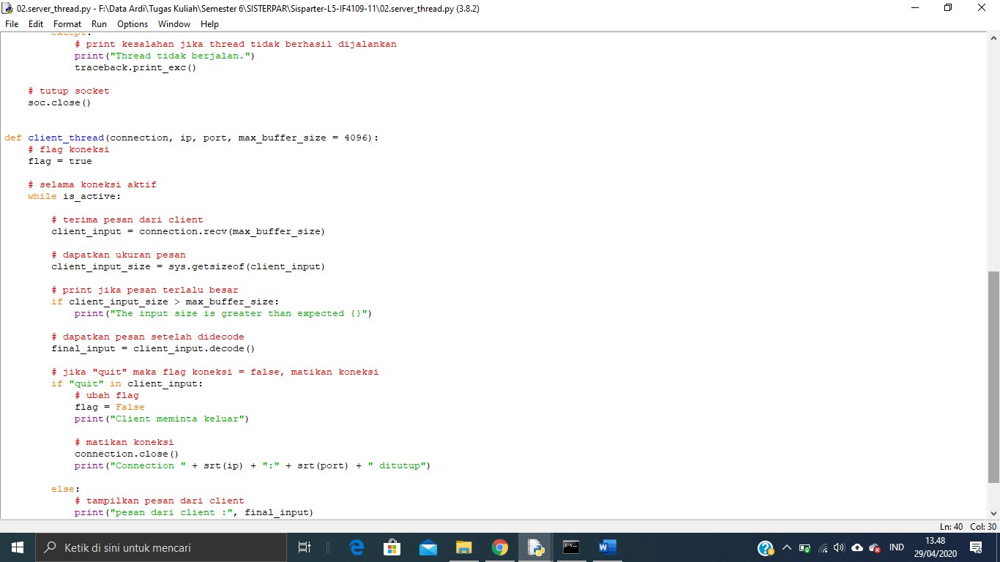 02.server_thread.py - F:\Data Ardi\Tugas Kuliah\Semester 6\SISTERPAR\Sisparter-L5-IF4109-11\02.server_thread.py (3.8.2)
File Edit Format Run Options Window Help
except:
# print kesalahan jika thread tidak berhasil dijalankan
print("Thread tidak berjalan.")
traceback.print_exc()
# tutup socket
soc.close()
def client_thread(connection, ip, port, max_buffer_size = 4096):
# flag koneksi
flag = true
# selama koneksi aktif
while is_active:
# terima pesan dari client
client_input = connection.recv(max_buffer_size)
# dapatkan ukuran pesan
client_input_size = sys.getsizeof(client_input)
# print jika pesan terlalu besar
if client_input_size > max_buffer_size:
print("The input size is greater than expected {}")
# dapatkan pesan setelah didecode
final_input = client_input.decode()
# jika "quit" maka flag koneksi = false, matikan koneksi
if "quit" in client_input:
# ubah flag
flag = False
print("Client meminta keluar")
# matikan koneksi
connection.close()
print("Connection " + srt(ip) + ":" + srt(port) + " ditutup")
else:
# tampilkan pesan dari client
print("pesan dari client :", final_input)
Ln: 40 Col: 30
Ketik di sini untuk mencari
IND
13.48
29/04/2020